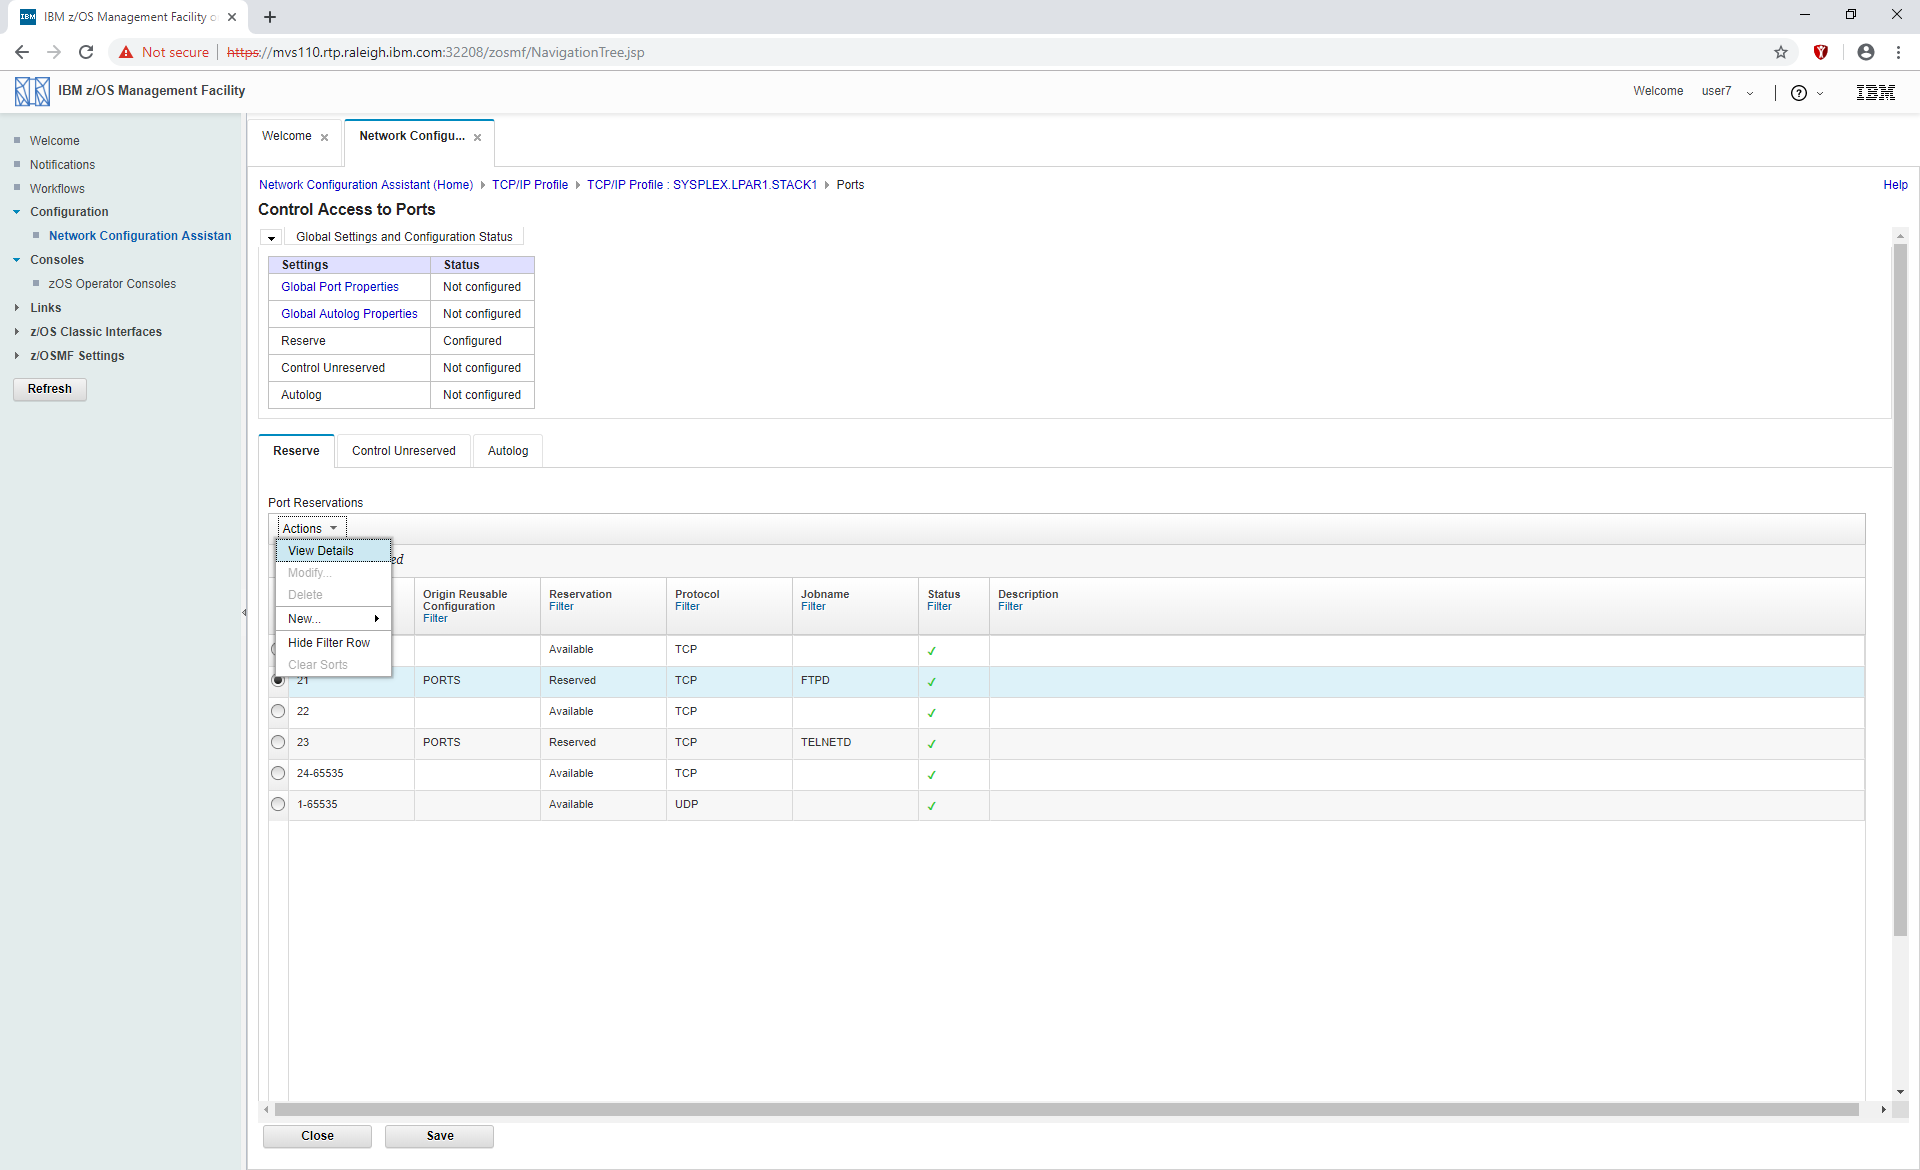 IBM z/OS Management Facility o
Not secure
https://mvs110.rtp.raleigh.ibm.com:32208/zosmf/NavigationTree.jsp
IBM z/OS Management Facility
Welcome user7
IBM
Welcome
Notifications
Workflows
Configuration
Network Configuration Assistan
Consoles
zOS Operator Consoles
Links
z/OS Classic Interfaces
z/OSMF Settings
Refresh
Welcome
Network Configu...
Network Configuration Assistant (Home) TCP/IP Profile TCP/IP Profile : SYSPLEX.LPAR1.STACK1 Ports
Help
Control Access to Ports
Global Settings and Configuration Status
Settings Status
Global Port Properties Not configured
Global Autolog Properties Not configured
Reserve Configured
Control Unreserved Not configured
Autolog Not configured
Reserve Control Unreserved Autolog
Port Reservations
Actions
View Details
Modify...
Delete
New...
Hide Filter Row
Clear Sorts
ed
Origin Reusable Configuration Filter
Reservation Filter
Protocol Filter
Jobname Filter
Status Filter
Description Filter
Available TCP
21 PORTS Reserved TCP FTPD
22 Available TCP
23 PORTS Reserved TCP TELNETD
24-65535 Available TCP
1-65535 Available UDP
Close Save